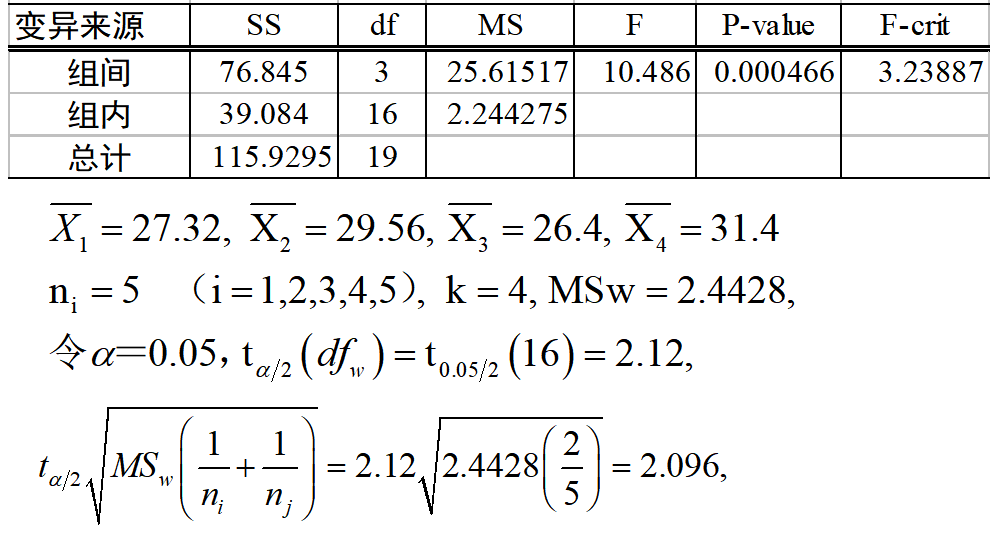 变异来源 SS df MS F P-value F-crit
组间 76.845 3 25.61517 10.486 0.000466 3.23887
组内 39.084 16 2.244275
总计 115.9295 19
X̄₁ = 27.32, X̄₂ = 29.56, X̄₃ = 26.4, X̄₄ = 31.4
nᵢ = 5 （i = 1,2,3,4,5）, k = 4, MSw = 2.4428,
令α＝0.05，t_{α/2}(df_w) = t_{0.05/2}(16) = 2.12,
t_{α/2}√(MS_w(1/nᵢ + 1/nⱼ)) = 2.12√(2.4428(2/5)) = 2.096,